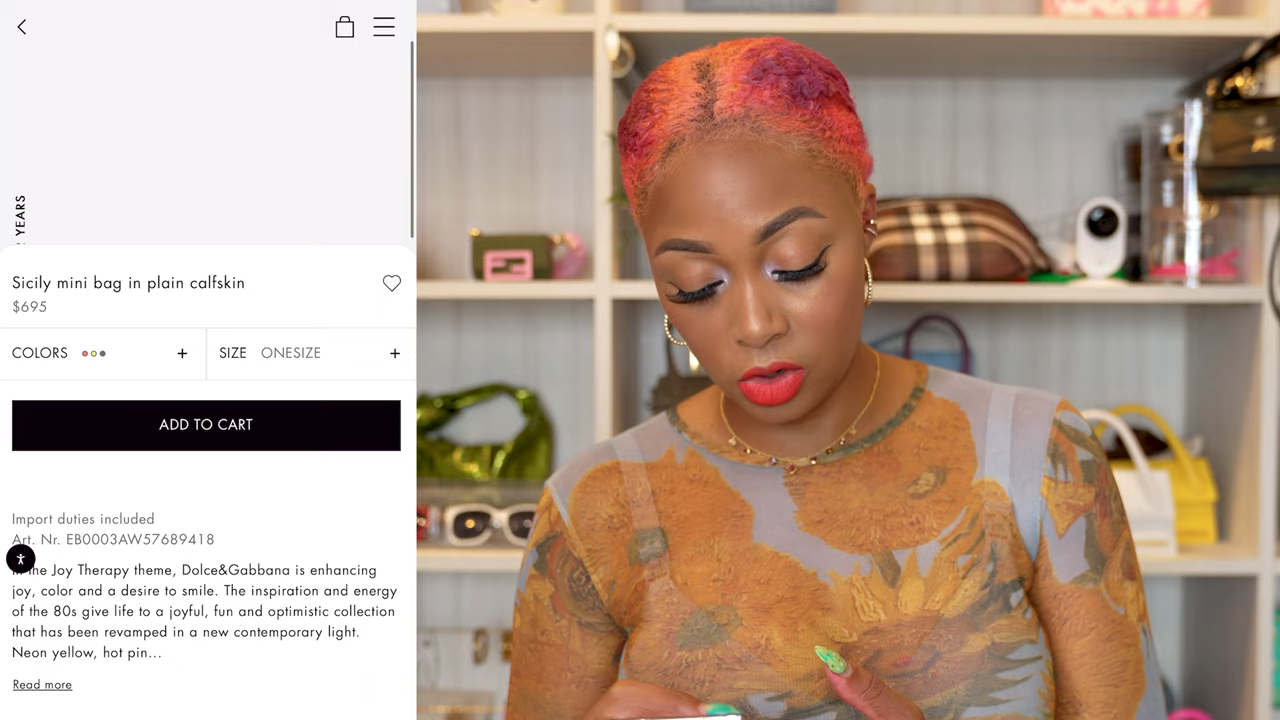 YEARS
Sicily mini bag in plain calfskin
$695
COLORS
SIZE ONESIZE
ADD TO CART
Import duties included
Art. Nr. EB0003AW57689418
the Joy Therapy theme, Dolce&Gabbana is enhancing
joy, color and a desire to smile. The inspiration and energy
of the 80s give life to a joyful, fun and optimistic collection
that has been revamped in a new contemporary light.
Neon yellow, hot pin...
Read more